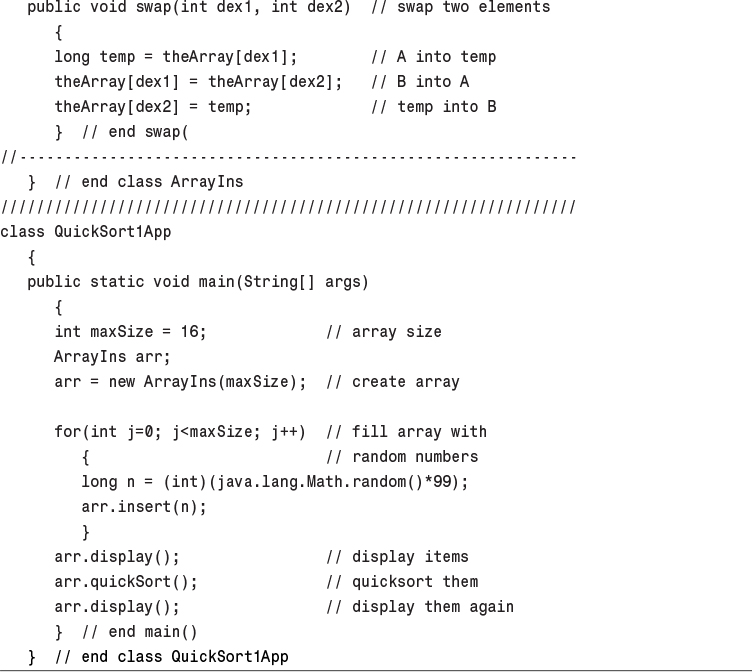 public void swap(int dex1, int dex2)  // swap two elements
{
long temp = theArray[dex1];        // A into temp
theArray[dex1] = theArray[dex2];   // B into A
theArray[dex2] = temp;             // temp into B
}  // end swap(
//--------------------------------------------------------------
}  // end class ArrayIns
////////////////////////////////////////////////////////////////
class QuickSort1App
{
public static void main(String[] args)
{
int maxSize = 16;             // array size
ArrayIns arr;
arr = new ArrayIns(maxSize);  // create array
for(int j=0; j<maxSize; j++)  // fill array with
{                          // random numbers
long n = (int)(java.lang.Math.random()*99);
arr.insert(n);
}
arr.display();                // display items
arr.quickSort();              // quicksort them
arr.display();                // display them again
}  // end main()
}  // end class QuickSort1App